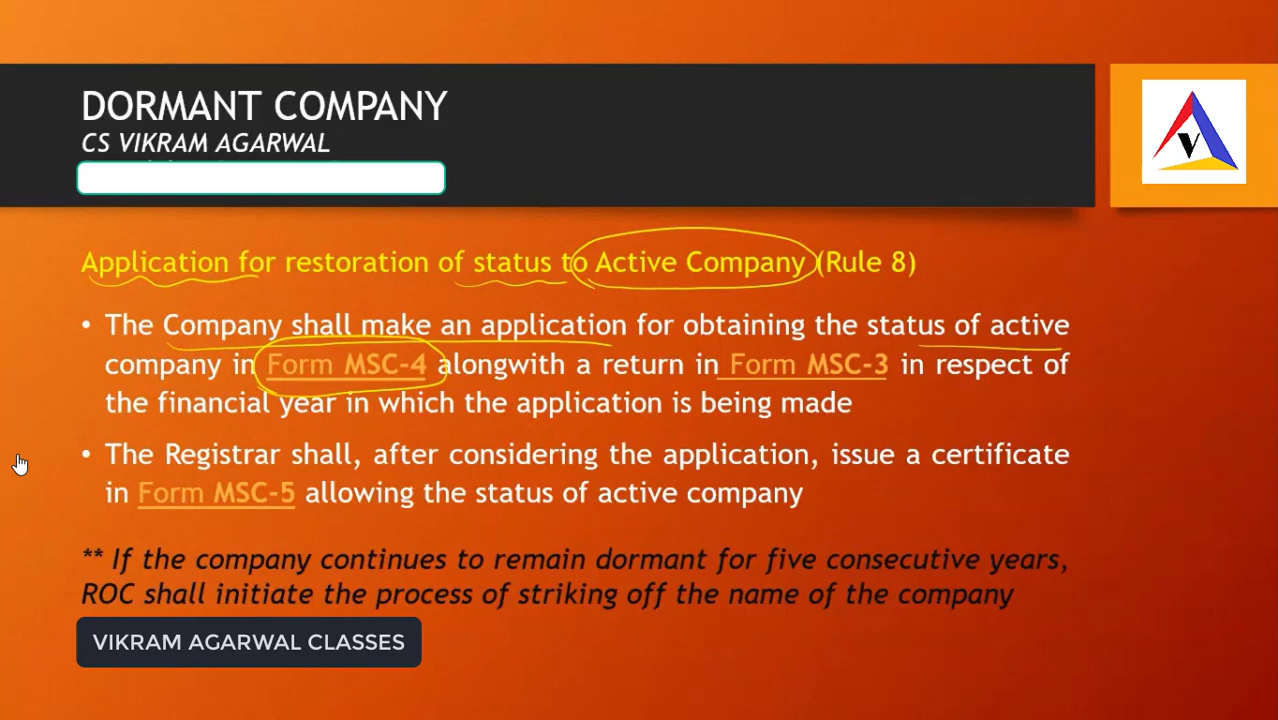 DORMANT COMPANY
CS VIKRAM AGARWAL
V
Application for restoration of status to Active Company (Rule 8)
• The Company shall make an application for obtaining the status of active
company in Form MSC-4 alongwith a return in Form MSC-3 in respect of
the financial year in which the application is being made
• The Registrar shall, after considering the application, issue a certificate
in Form MSC-5 allowing the status of active company
** If the company continues to remain dormant for five consecutive years,
ROC shall initiate the process of striking off the name of the company
VIKRAM AGARWAL CLASSES